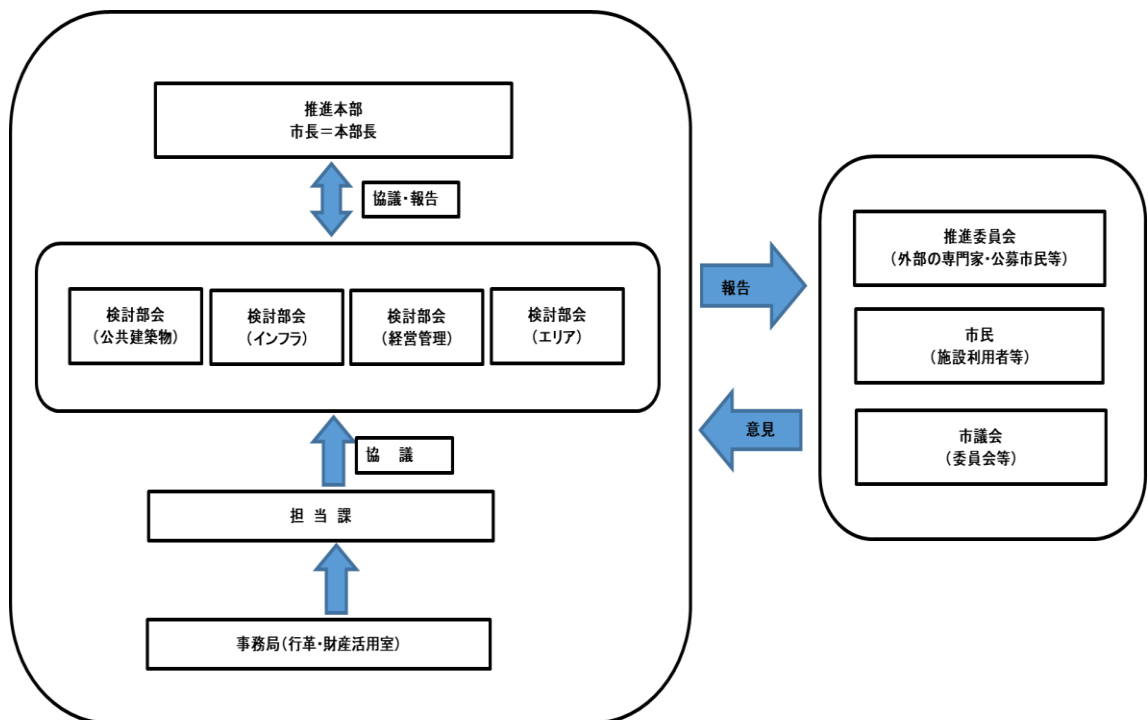 推進本部
市長＝本部長
協議・報告
検討部会
(公共建築物)
検討部会
(インフラ)
検討部会
(経営管理)
検討部会
(エリア)
協　議
担 当 課
事務局(行革・財産活用室)
報告
意見
推進委員会
(外部の専門家・公募市民等)
市民
(施設利用者等)
市議会
(委員会等)